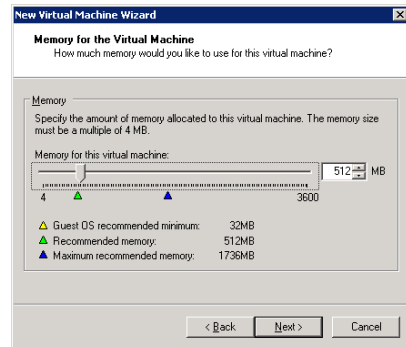 New Virtual Machine Wizard
Memory for the Virtual Machine
How much memory would you like to use for this virtual machine?
Memory
Specify the amount of memory allocated to this virtual machine. The memory size
must be a multiple of 4 MB.
Memory for this virtual machine:
512 MB
4 3600
Guest OS recommended minimum: 32MB
Recommended memory: 512MB
Maximum recommended memory: 1736MB
< Back Next > Cancel